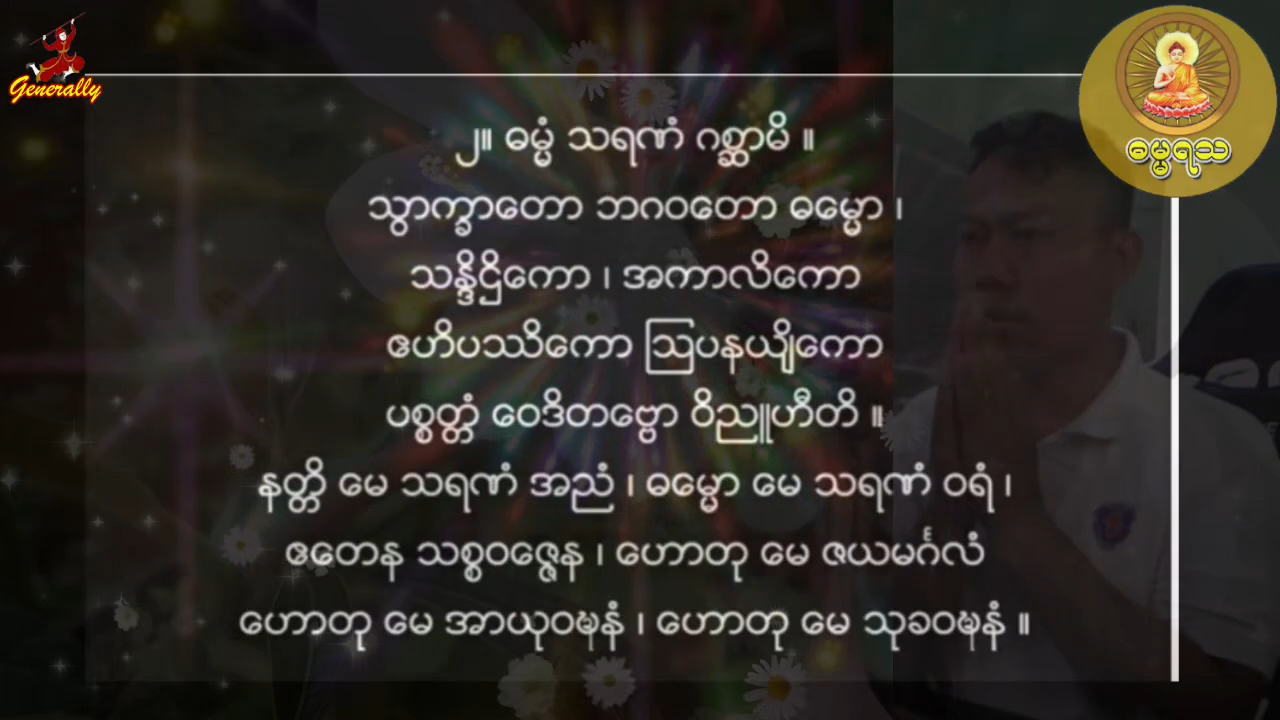 Generally
ဓမ္မရသ
၂။ ဓမ္မံ သရဏံ ဂစ္ဆာမိ ။
သွာက္ခာတော ဘဂဝတော ဓမ္မော ၊
သန္ဒိဋ္ဌိကော ၊ အကာလိကော
ဧဟိပဿိကော ဩပနယျိကော
ပစ္စတ္တံ ဝေဒိတဗ္ဗော ဝိညူဟီတိ ။
နတ္တိ မေ သရဏံ အညံ ၊ ဓမ္မော မေ သရဏံ ဝရံ ၊
ဧတေန သစ္စဝဇ္ဇေန ၊ ဟောတု မေ ဇယမင်္ဂလံ
ဟောတု မေ အာယုဝဍ္ဎနံ ၊ ဟောတု မေ သုခဝဍ္ဎနံ ။